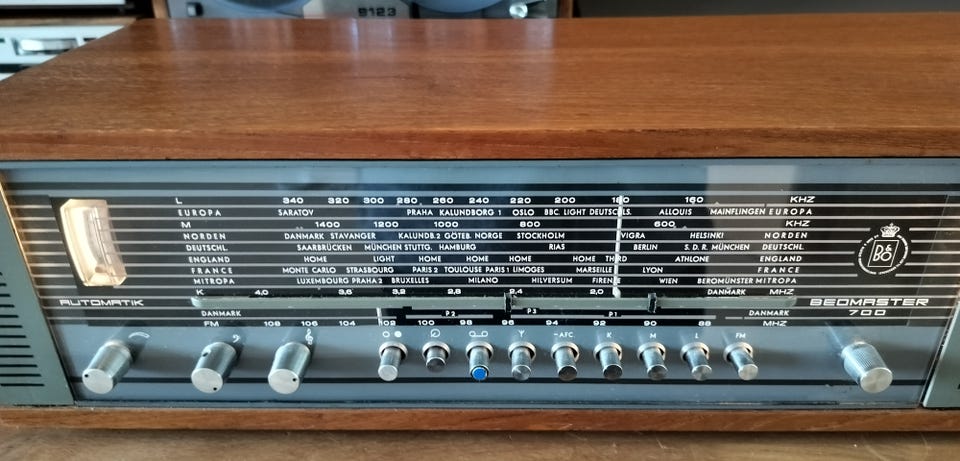 8123
L 340 320 300 280 260 240 220 200 180 160 KHZ
EUROPA SARATOV PRAHA KALUNDBORG 1 OSLO BBC. LIGHT DEUTSCHLS. ALLOUIS MAINFLINGEN EUROPA
M 1400 1200 1000 800 600 KHZ
NORDEN DANMARK STAVANGER KALUNDB.2 GÖTEB. NORGE STOCKHOLM VIGRA HELSINKI NORDEN
DEUTSCHL. SAARBRÜCKEN MÜNCHEN STUTTG. HAMBURG RIAS BERLIN S.D.R. MÜNCHEN DEUTSCHL.
ENGLAND HOME LIGHT HOME HOME HOME THIRD ATHLONE ENGLAND
FRANCE MONTE CARLO STRASBOURG PARIS 2 TOULOUSE PARIS 1 LIMOGES MARSEILLE LYON FRANCE
MITROPA LUXEMBOURG PRAHA 2 BRUXELLES MILANO HILVERSUM FIRENZE WIEN BEROMÜNSTER MITROPA
K 4,0 3,6 3,2 2,8 2,4 2,0 DANMARK MHZ
AUTOMATIK BEOMASTER
DANMARK P2 P3 P1 DANMARK 700
FM 108 106 104 102 100 98 96 94 92 90 88 MHZ
-AFC K M L FM
B&O